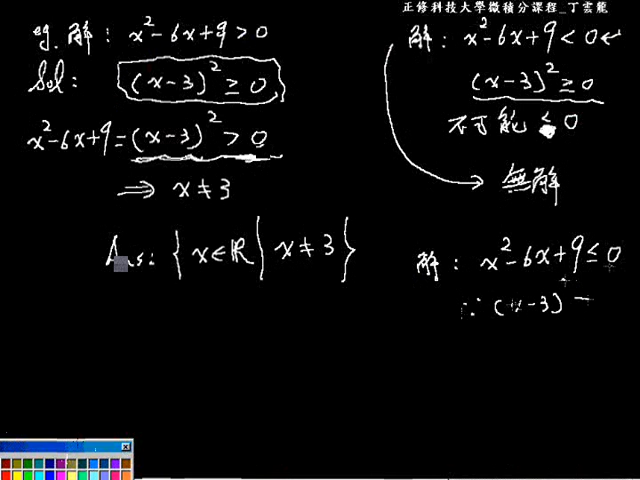 正修科技大學微積分課程_丁雲龍
eg. 解: x²-6x+9>0
Sol: (x-3)²≥0
x²-6x+9=(x-3)²>0
⇒ x≠3
Ans: {x∈R|x≠3}
解: x²-6x+9<0
(x-3)²≥0
不可能<0
→ 無解
解: x²-6x+9≤0
∵ (x-3)